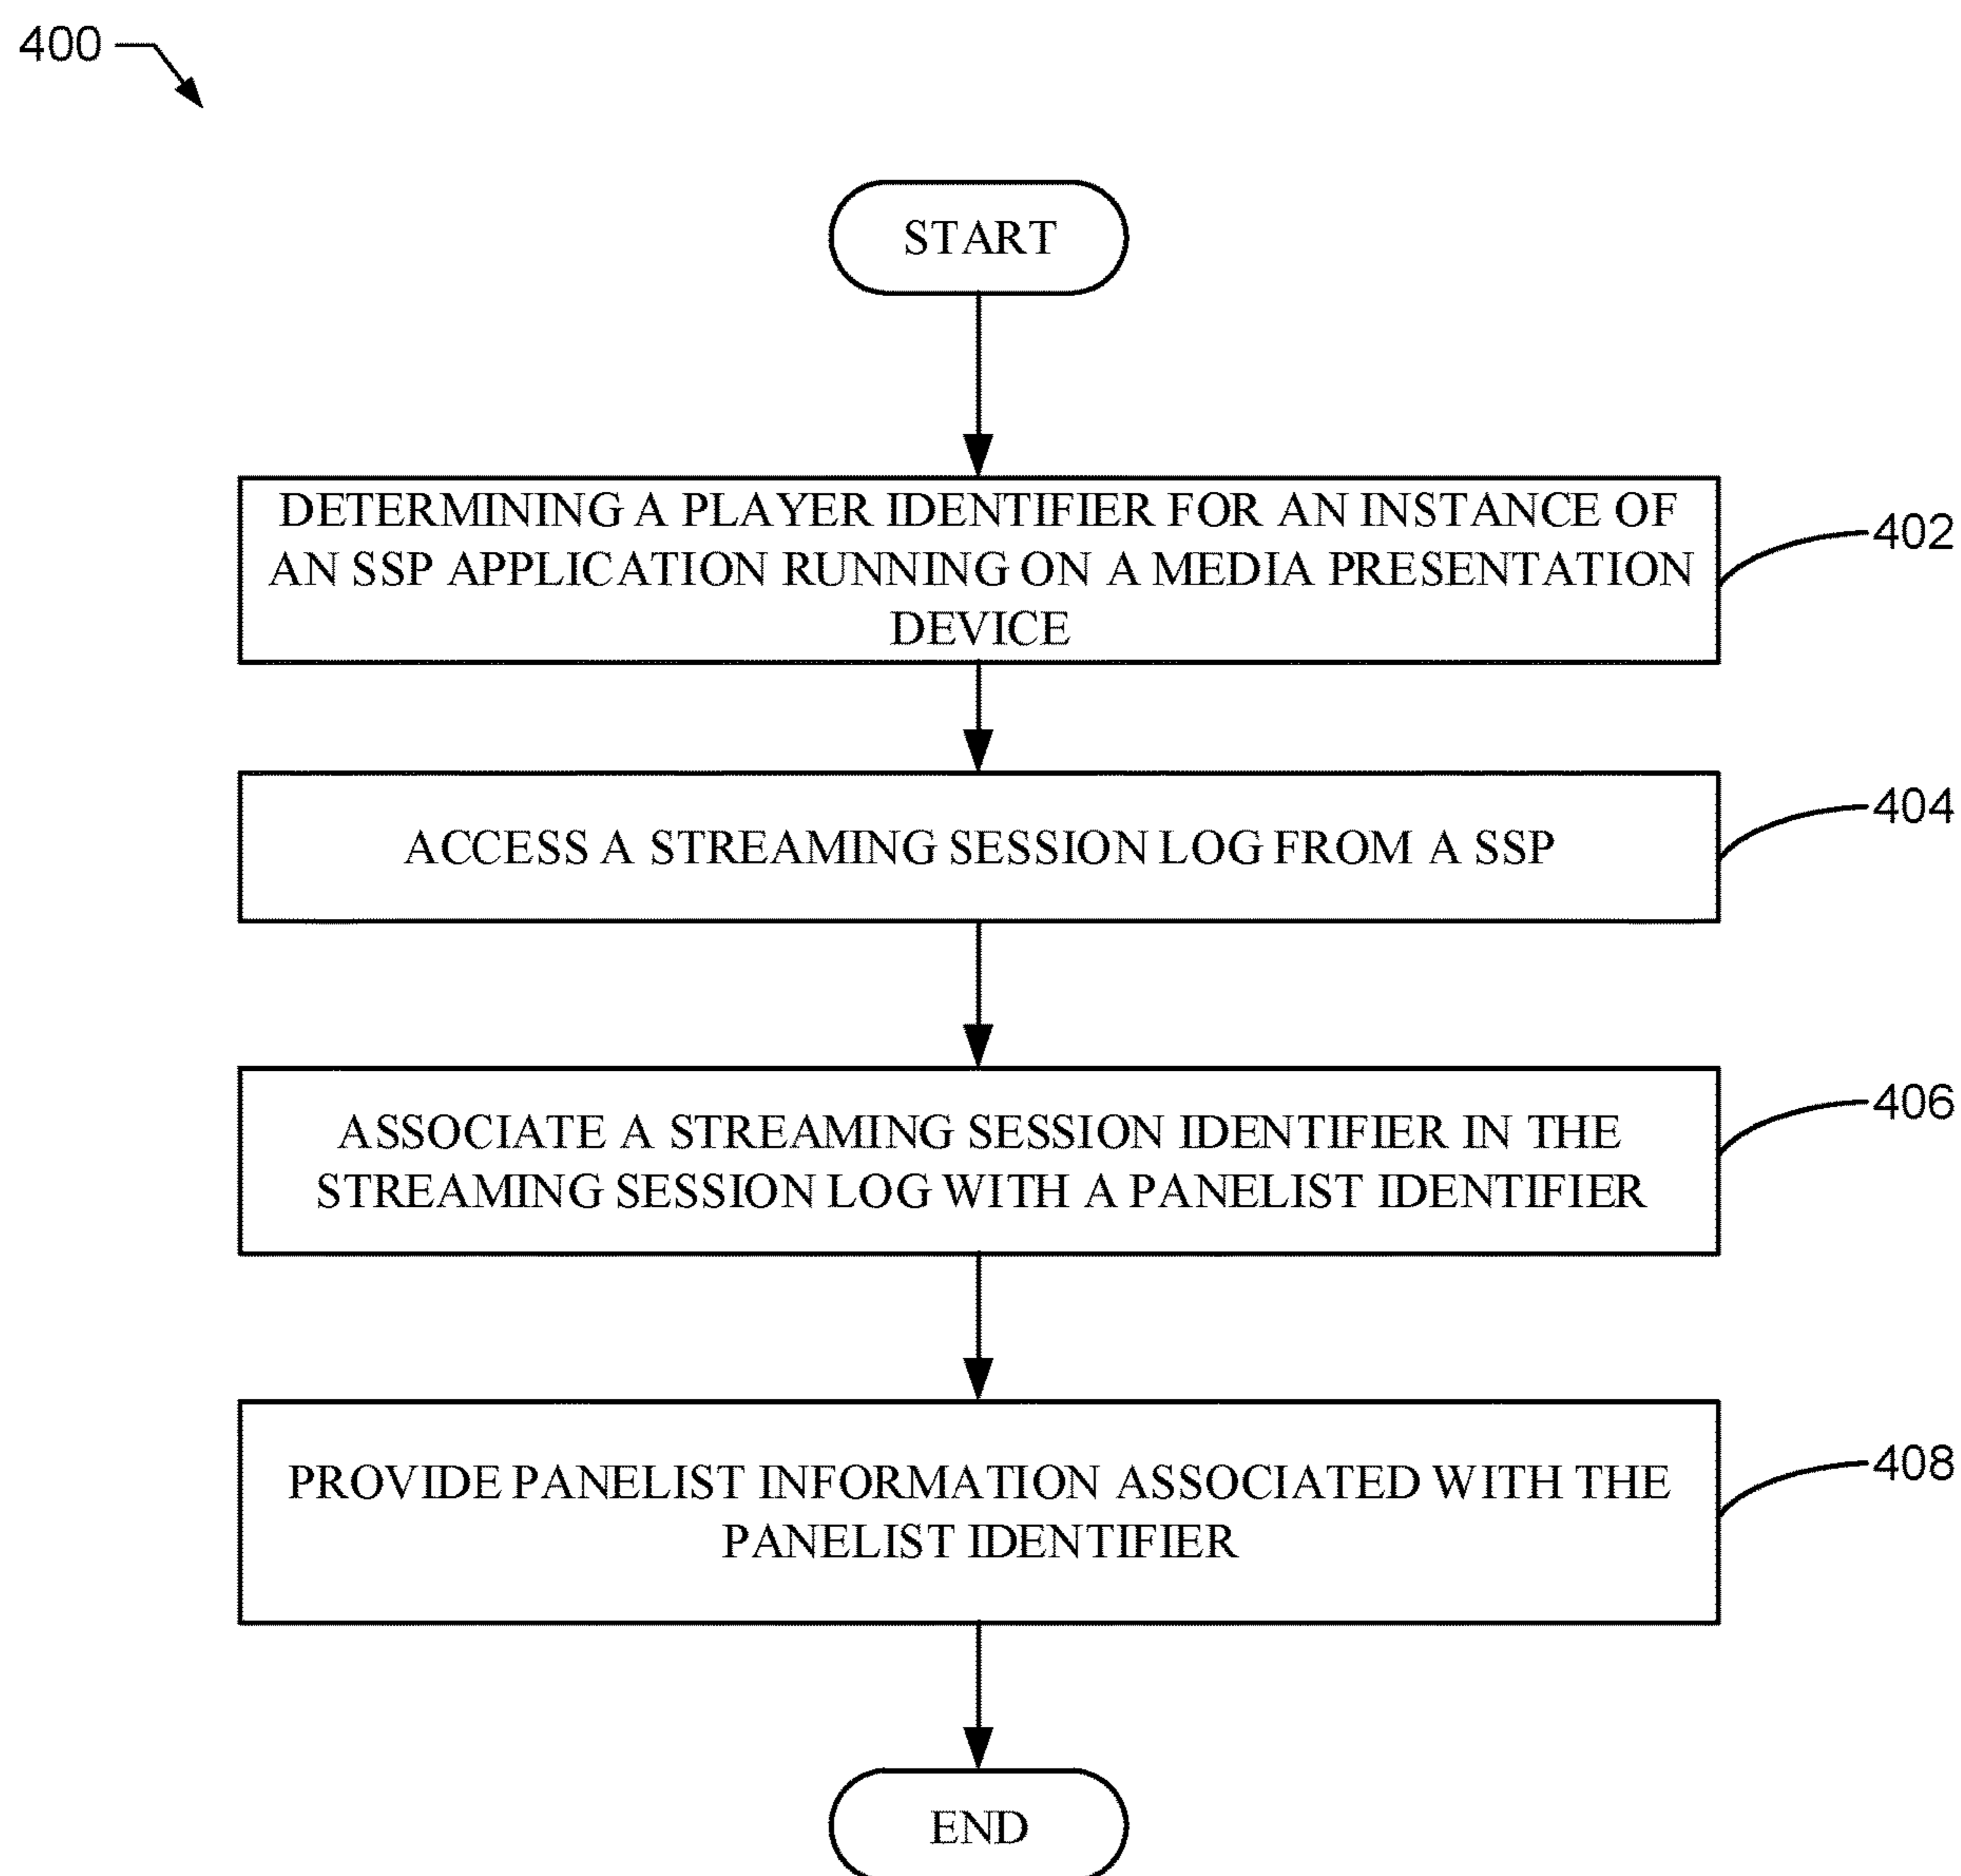 400
START
DETERMINING A PLAYER IDENTIFIER FOR AN INSTANCE OF
AN SSP APPLICATION RUNNING ON A MEDIA PRESENTATION
DEVICE
402
ACCESS A STREAMING SESSION LOG FROM A SSP
404
ASSOCIATE A STREAMING SESSION IDENTIFIER IN THE
STREAMING SESSION LOG WITH A PANELIST IDENTIFIER
406
PROVIDE PANELIST INFORMATION ASSOCIATED WITH THE
PANELIST IDENTIFIER
408
END